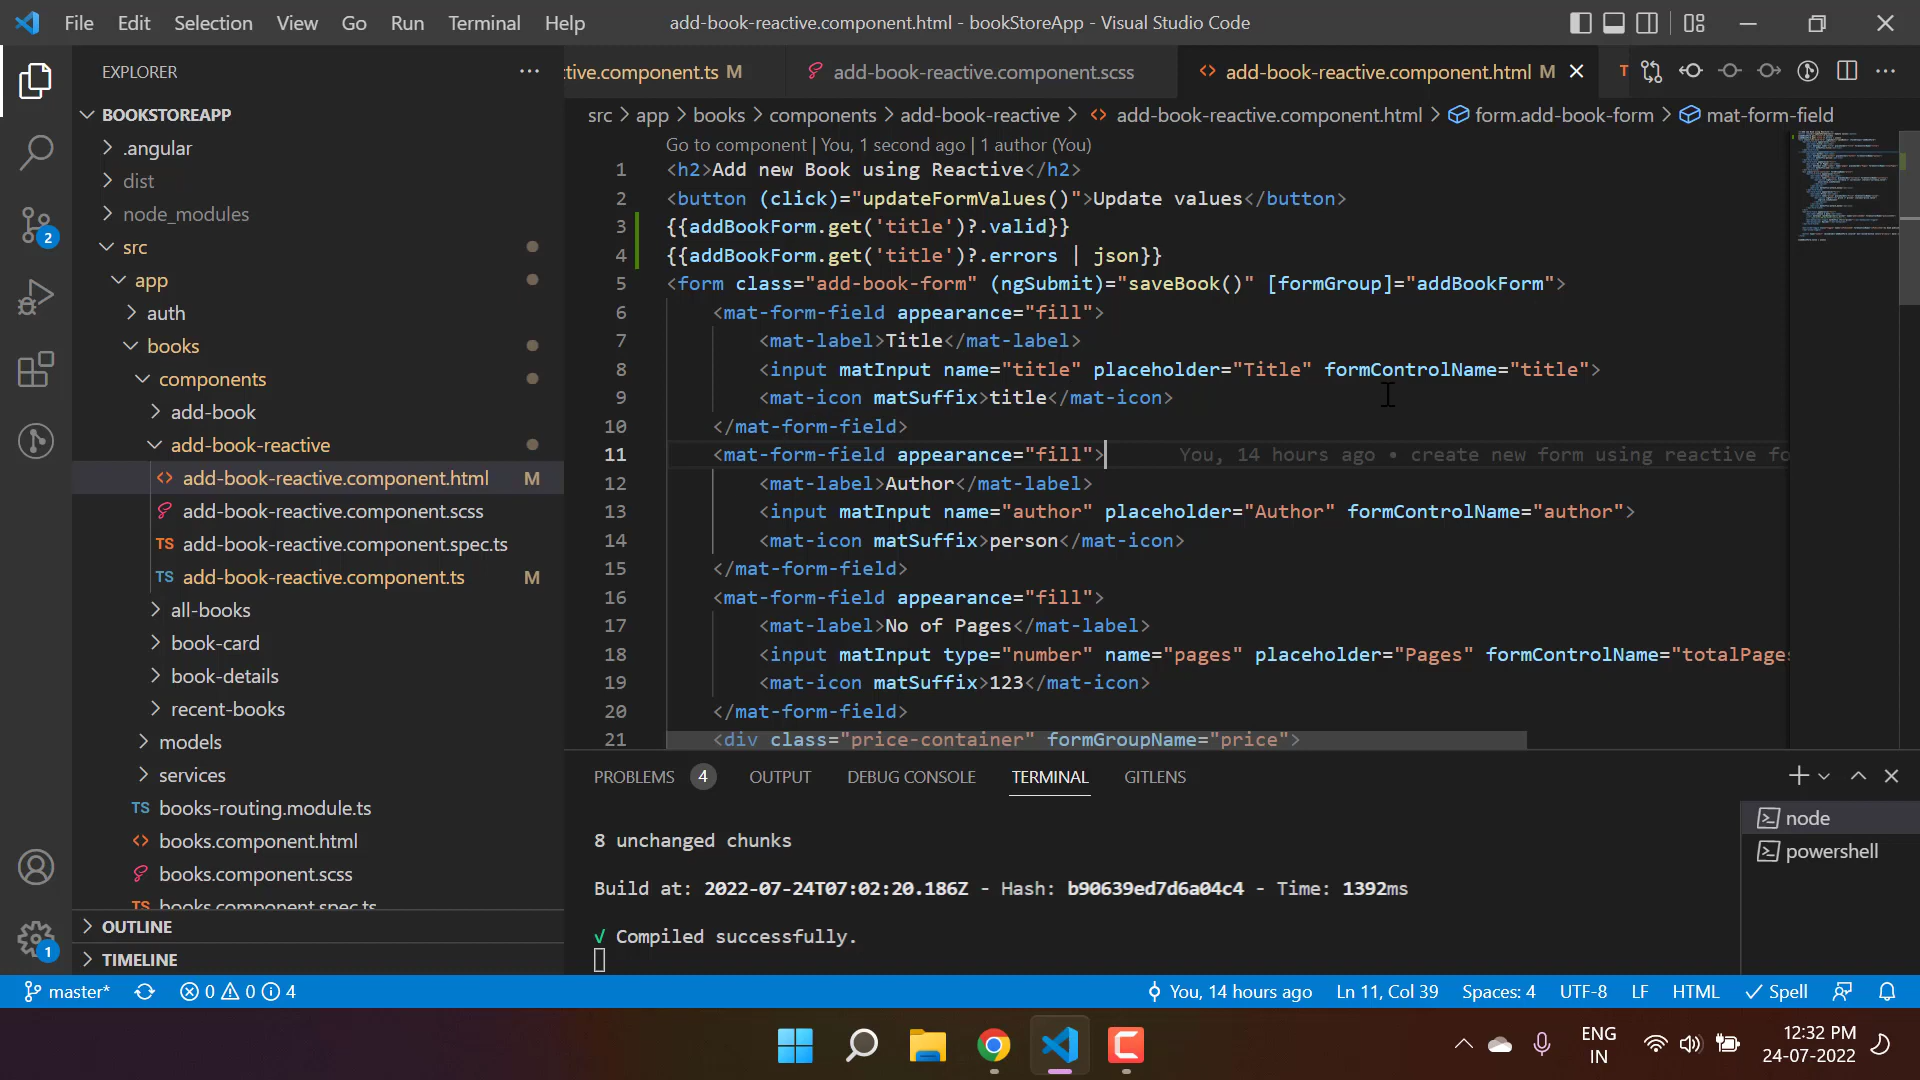 File Edit Selection View Go Run Terminal Help
add-book-reactive.component.html - bookStoreApp - Visual Studio Code
EXPLORER
BOOKSTOREAPP
.angular
dist
node_modules
src
app
auth
books
components
add-book
add-book-reactive
<> add-book-reactive.component.html M
add-book-reactive.component.scss
TS add-book-reactive.component.spec.ts
TS add-book-reactive.component.ts M
all-books
book-card
book-details
recent-books
models
services
TS books-routing.module.ts
<> books.component.html
books.component.scss
TS books.component.spec.ts
OUTLINE
TIMELINE
tive.component.ts M
add-book-reactive.component.scss
<> add-book-reactive.component.html M
T
src > app > books > components > add-book-reactive > <> add-book-reactive.component.html > form.add-book-form > mat-form-field
Go to component | You, 1 second ago | 1 author (You)
1 <h2>Add new Book using Reactive</h2>
2 <button (click)="updateFormValues()">Update values</button>
3 {{addBookForm.get('title')?.valid}}
4 {{addBookForm.get('title')?.errors | json}}
5 <form class="add-book-form" (ngSubmit)="saveBook()" [formGroup]="addBookForm">
6 <mat-form-field appearance="fill">
7 <mat-label>Title</mat-label>
8 <input matInput name="title" placeholder="Title" formControlName="title">
9 <mat-icon matSuffix>title</mat-icon>
10 </mat-form-field>
11 <mat-form-field appearance="fill"> You, 14 hours ago • create new form using reactive fo
12 <mat-label>Author</mat-label>
13 <input matInput name="author" placeholder="Author" formControlName="author">
14 <mat-icon matSuffix>person</mat-icon>
15 </mat-form-field>
16 <mat-form-field appearance="fill">
17 <mat-label>No of Pages</mat-label>
18 <input matInput type="number" name="pages" placeholder="Pages" formControlName="totalPages
19 <mat-icon matSuffix>123</mat-icon>
20 </mat-form-field>
21 <div class="price-container" formGroupName="price">
PROBLEMS 4 OUTPUT DEBUG CONSOLE TERMINAL GITLENS
8 unchanged chunks
Build at: 2022-07-24T07:02:20.186Z - Hash: b90639ed7d6a04c4 - Time: 1392ms
√ Compiled successfully.
node
powershell
2
1
master* 0 0 4
You, 14 hours ago Ln 11, Col 39 Spaces: 4 UTF-8 LF HTML Spell
ENG
IN
12:32 PM
24-07-2022